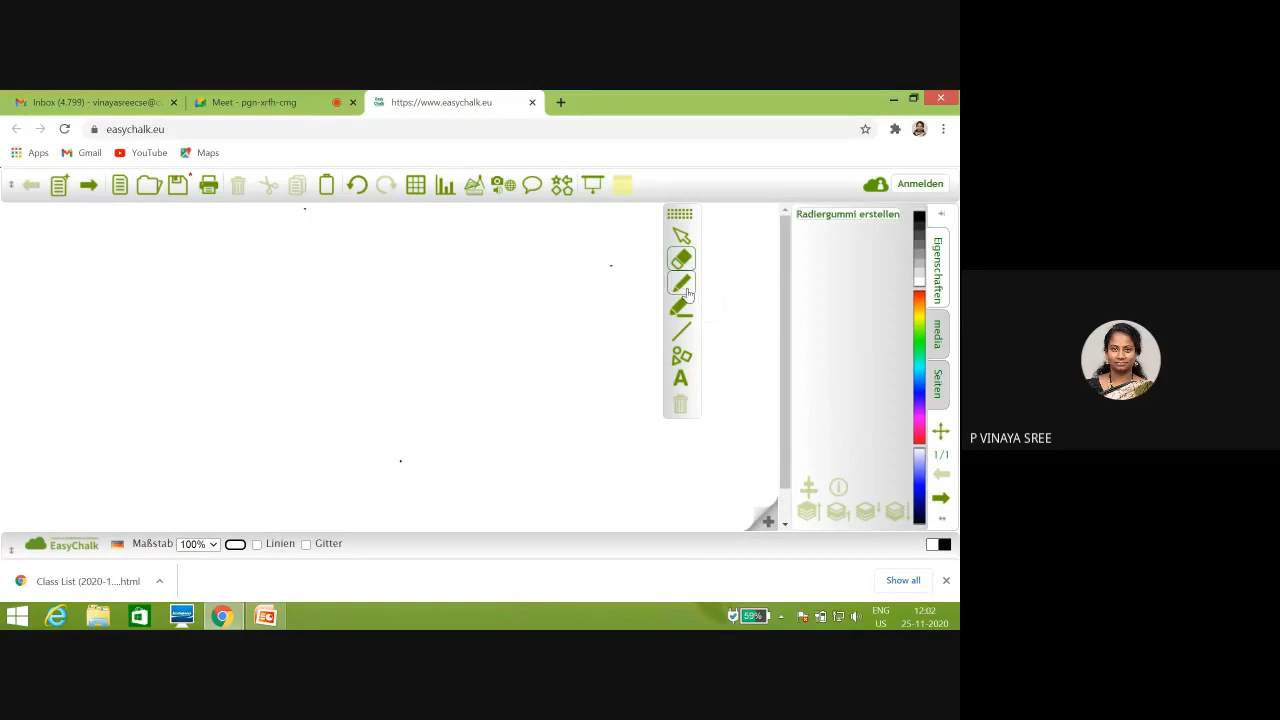 Inbox (4.799) - vinayasreecse@c
Meet - pgn-xrfh-cmg
https://www.easychalk.eu
easychalk.eu
Apps
Gmail
YouTube
Maps
Anmelden
Radiergummi erstellen
Eigenschaften
media
Seiten
A
1/1
P VINAYA SREE
EasyChalk
Maßstab
100%
Linien
Gitter
Class List (2020-1....html
Show all
59%
ENG
US
12:02
25-11-2020